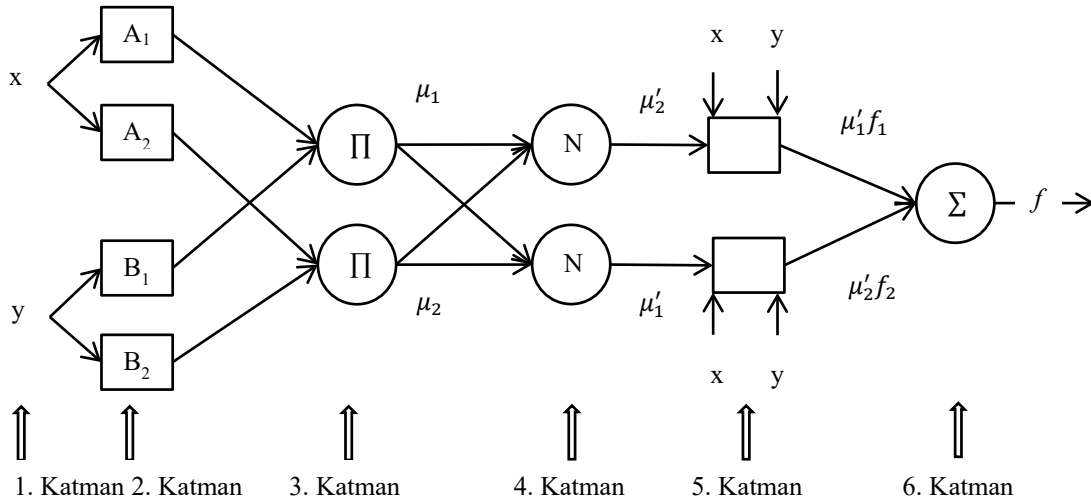 x y
A₁
x
A₂
μ₁
μ′₂
μ′₁f₁
∏
N
Σ
f
B₁
∏
N
y
μ₂
μ′₁
μ′₂f₂
B₂
x y
1. Katman 2. Katman 3. Katman 4. Katman 5. Katman 6. Katman